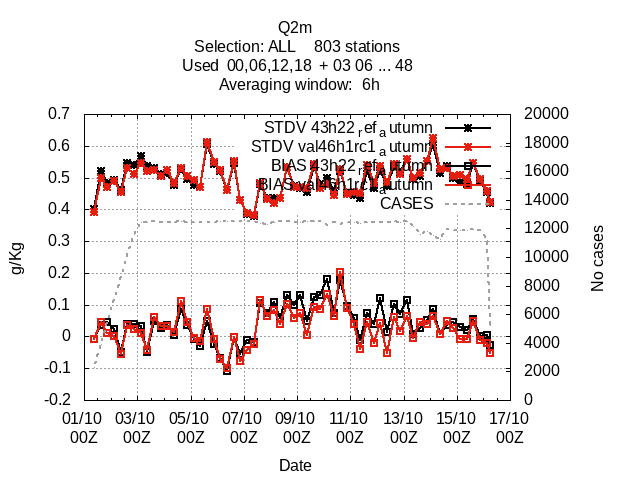 Q2m
Selection: ALL 803 stations
Used 00,06,12,18 + 03 06 ... 48
Averaging window: 6h
STDV 43h22_ref_autumn
STDV val46h1rc1_autumn
BIAS 43h22_ref_autumn
BIAS val46h1rc1_autumn
CASES
0.7
0.6
0.5
0.4
0.3
0.2
0.1
0
-0.1
-0.2
g/Kg
20000
18000
16000
14000
12000
10000
8000
6000
4000
2000
0
No cases
01/10 03/10 05/10 07/10 09/10 11/10 13/10 15/10 17/10
00Z 00Z 00Z 00Z 00Z 00Z 00Z 00Z 00Z
Date